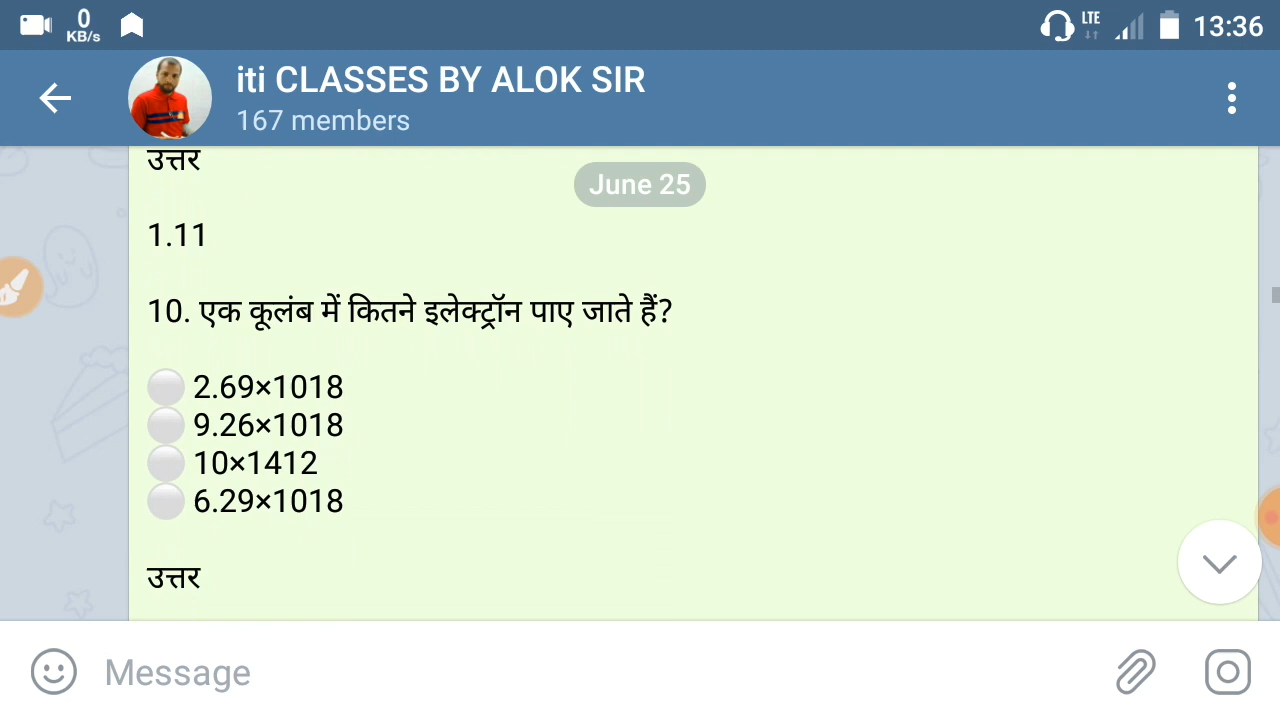 0
KB/s
LTE
13:36
iti CLASSES BY ALOK SIR
167 members
उत्तर
June 25
1.11
10. एक कूलंब में कितने इलेक्ट्रॉन पाए जाते हैं?
2.69×1018
9.26×1018
10×1412
6.29×1018
उत्तर
Message